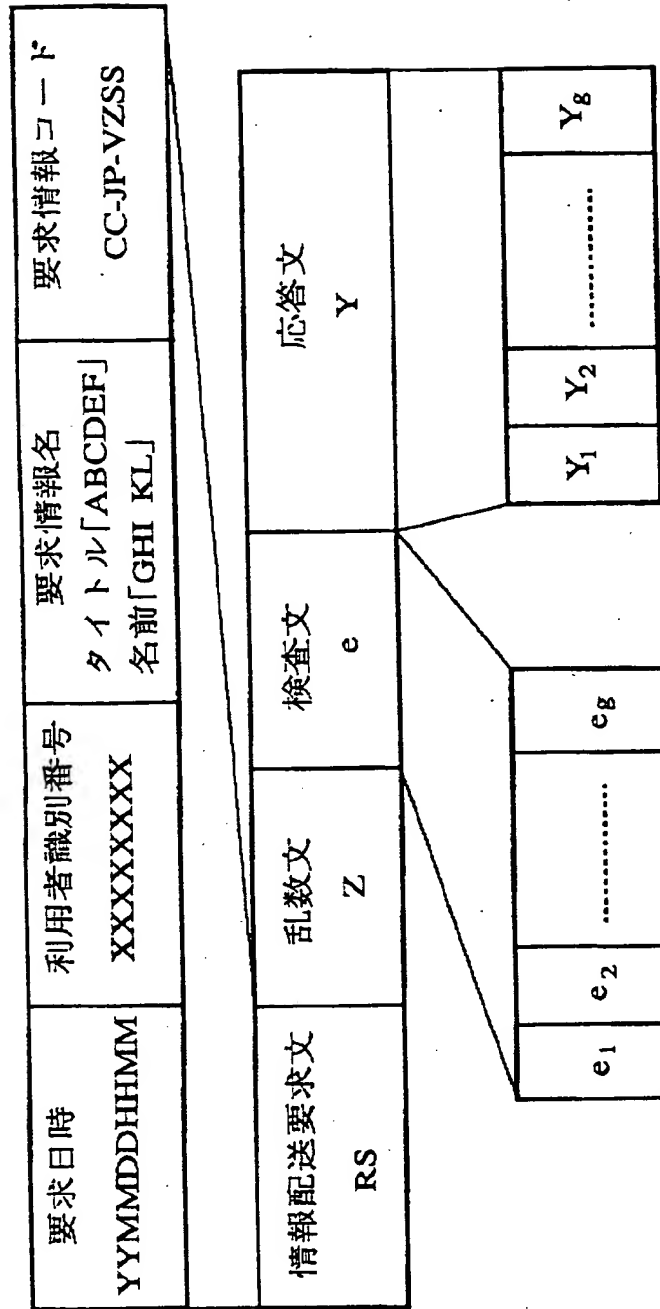 要求日時
YYMMDDHHMM
利用者識別番号
XXXXXXXX
要求情報名
タイトル「ABCDEF」
名前「GHI KL」
要求情報コード
CC-JP-VZSS
情報配送要求文
RS
乱数文
Z
検査文
e
応答文
Y
e1
e2
...........
eg
Y1
Y2
...........
Yg